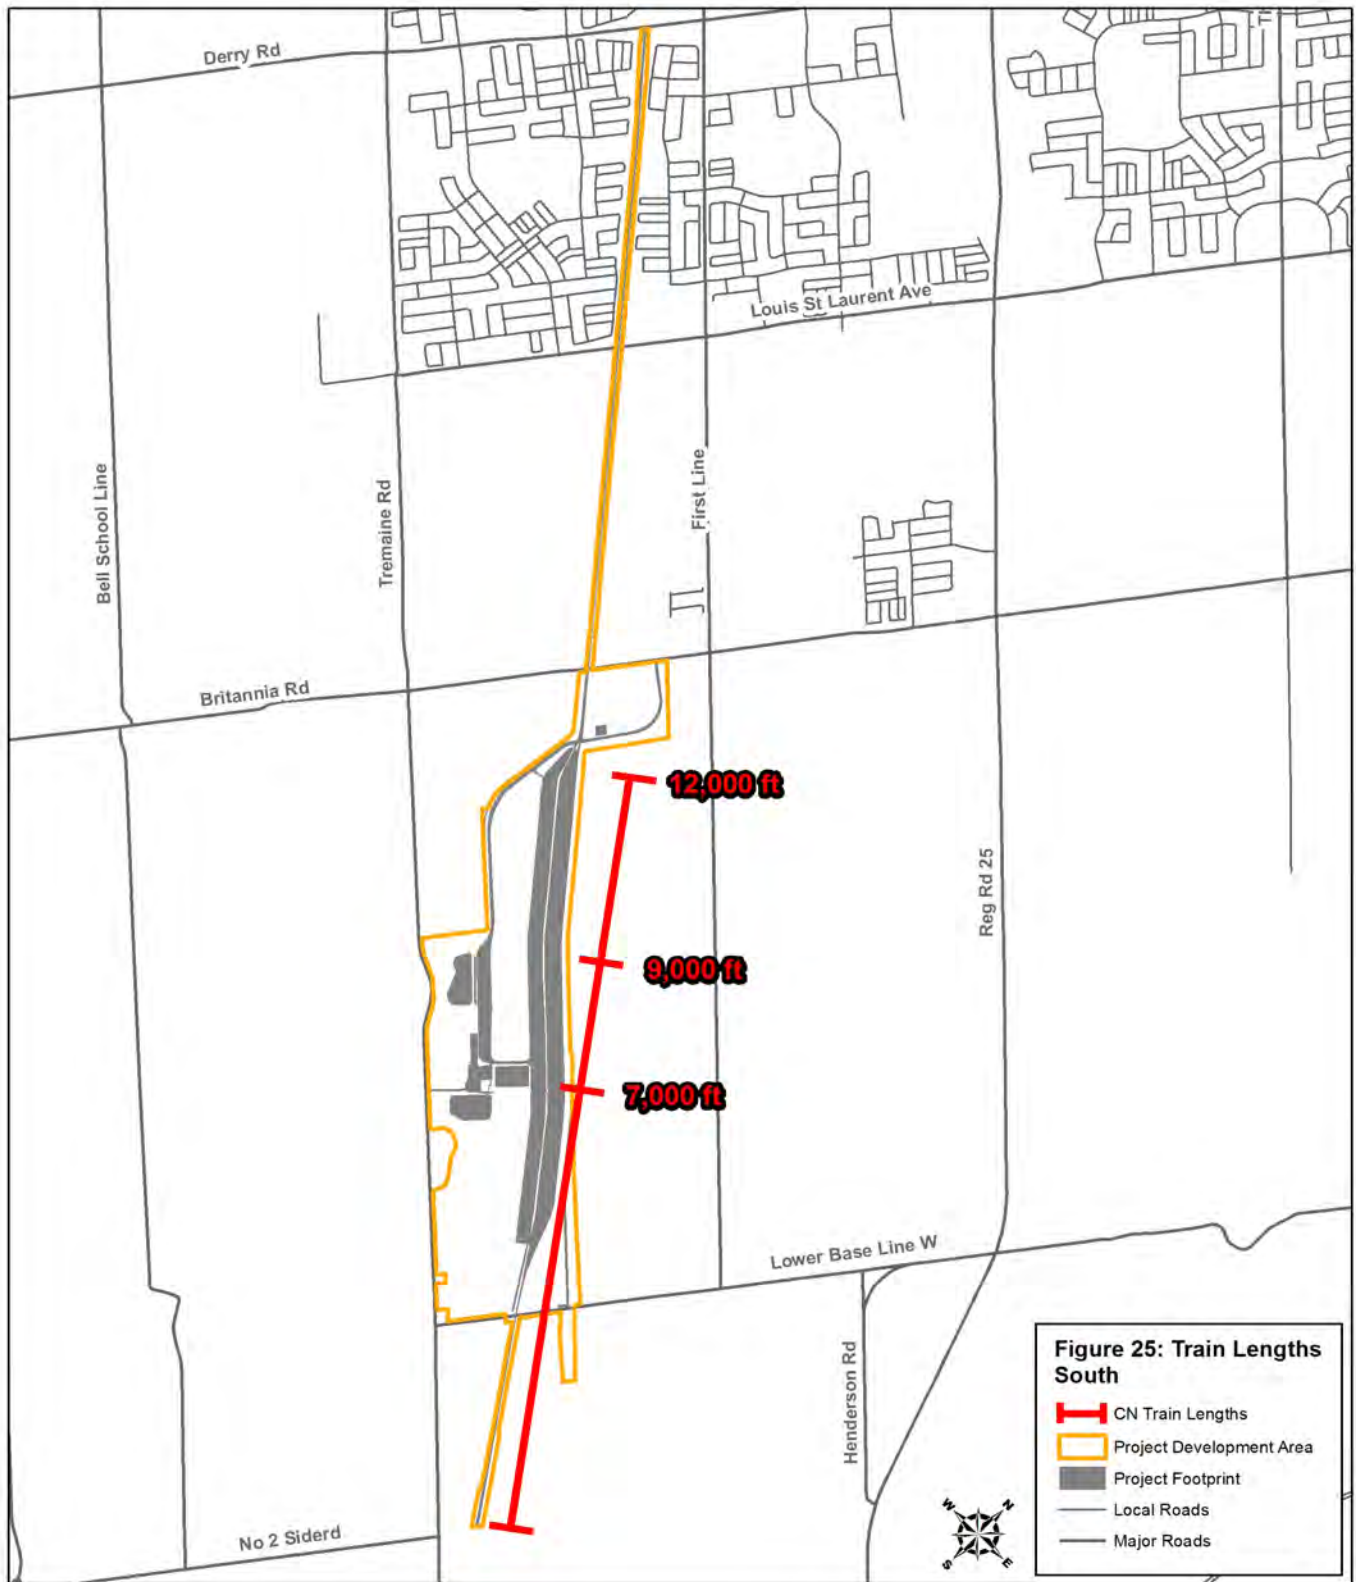 Derry Rd
Louis St Laurent Ave
Bell School Line
Tremaine Rd
First Line
Britannia Rd
12,000 ft
Reg Rd 25
9,000 ft
7,000 ft
Lower Base Line W
Henderson Rd
No 2 Siderd
W
N
S
E
Figure 25: Train Lengths
South
CN Train Lengths
Project Development Area
Project Footprint
Local Roads
Major Roads